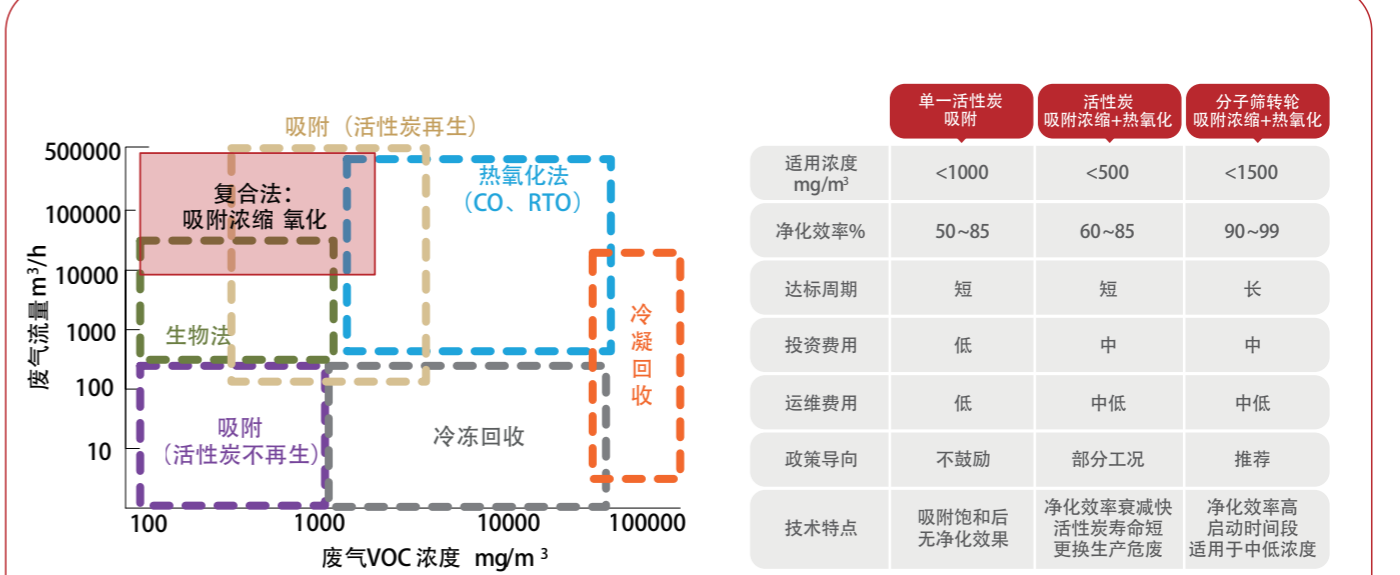 吸附（活性炭再生）
热氧化法
（CO、RTO）
复合法：
吸附浓缩 氧化
生物法
吸附
（活性炭不再生）
冷冻回收
冷
凝
回
收
废气流量 m³/h
500000
100000
10000
1000
100
10
100
1000
10000
100000
废气VOC 浓度 mg/m³
单一活性炭
吸附
活性炭
吸附浓缩+热氧化
分子筛转轮
吸附浓缩+热氧化
适用浓度
mg/m³
<1000
<500
<1500
净化效率%
50~85
60~85
90~99
达标周期
短
短
长
投资费用
低
中
中
运维费用
低
中低
中低
政策导向
不鼓励
部分工况
推荐
技术特点
吸附饱和后
无净化效果
净化效率衰减快
活性炭寿命短
更换生产危废
净化效率高
启动时间段
适用于中低浓度